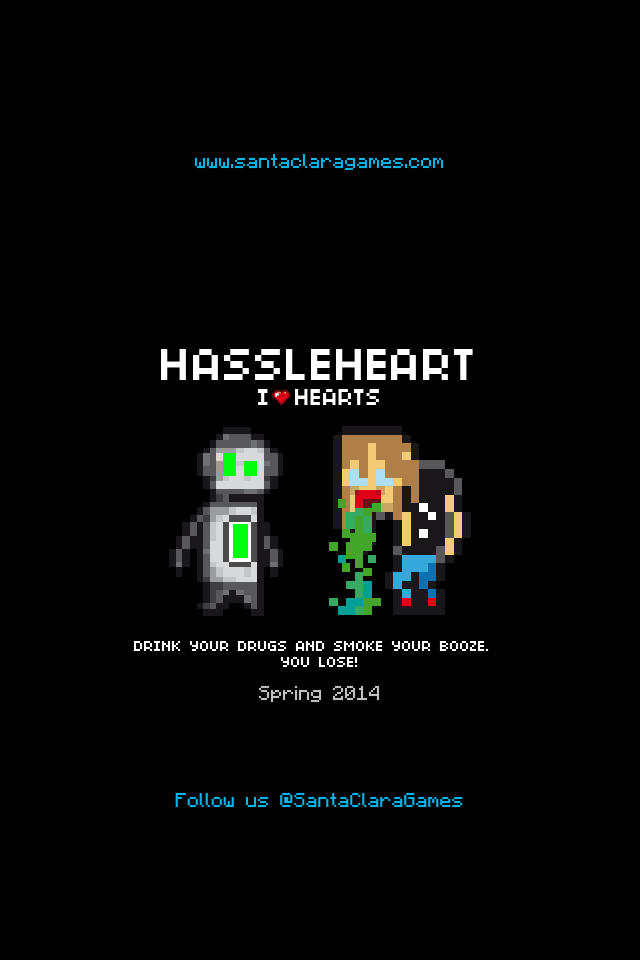 www.santaclaragames.com
HASSLEHEART
I ❤ HEARTS
DRINK YOUR DRUGS AND SMOKE YOUR BOOZE.
YOU LOSE!
Spring 2014
Follow us @SantaClaraGames